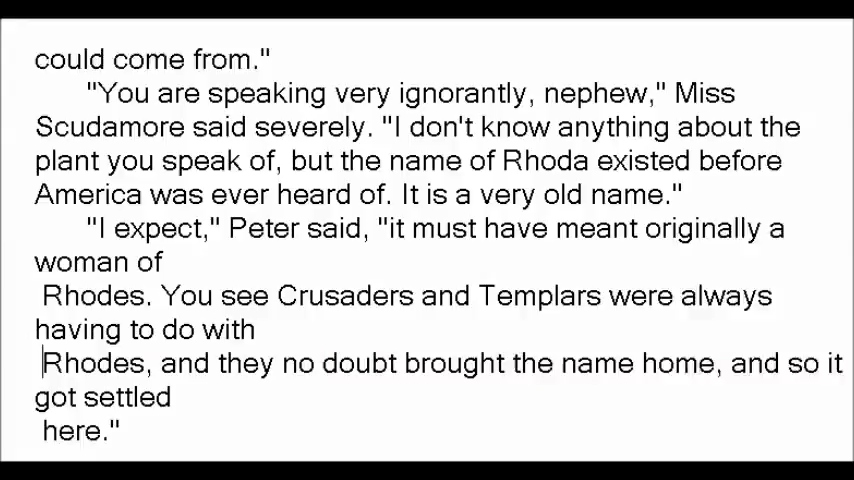 could come from."
"You are speaking very ignorantly, nephew," Miss
Scudamore said severely. "I don't know anything about the
plant you speak of, but the name of Rhoda existed before
America was ever heard of. It is a very old name."
"I expect," Peter said, "it must have meant originally a
woman of
Rhodes. You see Crusaders and Templars were always
having to do with
Rhodes, and they no doubt brought the name home, and so it
got settled
here."